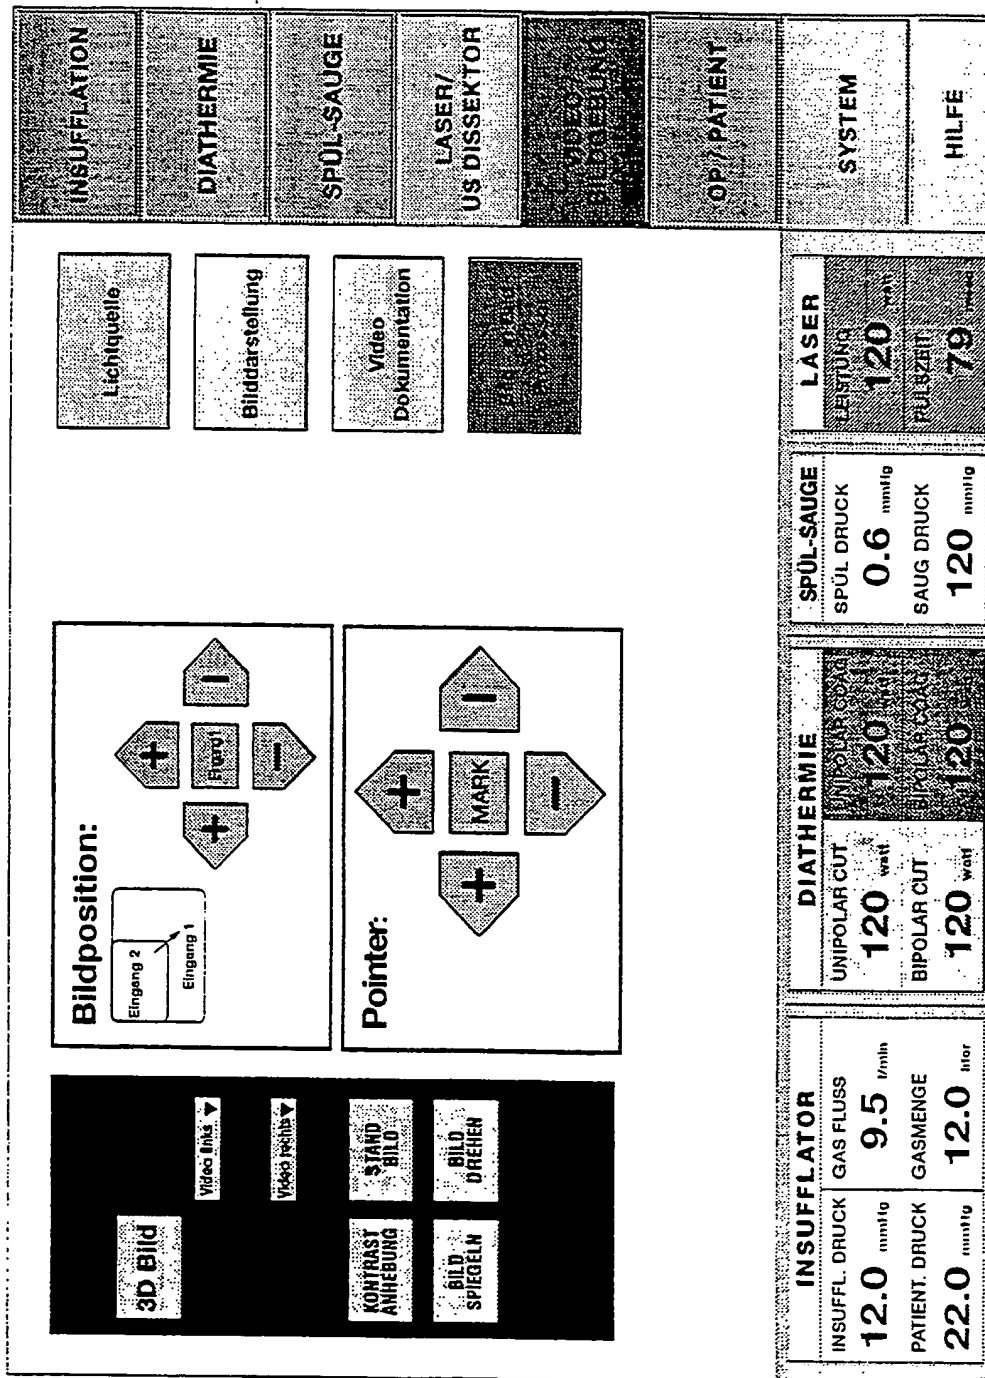 INSUFFLATION
DIATHERMIE
SPÜL-SAUGE
LASER/
US DISSEKTOR
VIDEO/
BILDGEBUNG
OP/PATIENT
SYSTEM
HILFE
3D Bild
Video links ▼
Video rechts ▼
KONTRAST
ANHEBUNG
STAND
BILD
BILD
SPIEGELN
BILD
DREHEN
Bildposition:
Eingang 2
Eingang 1
+
+
−
−
Pointer:
+
+
MARK
−
−
Lichtquelle
Bilddarstellung
Video
Dokumentation
INSUFFLATOR
INSUFFL. DRUCK
12.0 mmHg
GAS FLUSS
9.5 l/min
PATIENT. DRUCK
22.0 mmHg
GASMENGE
12.0 liter
DIATHERMIE
UNIPOLAR CUT
120 watt
UNIPOLAR COAG
120 watt
BIPOLAR CUT
120 watt
BIPOLAR COAG
120
SPÜL-SAUGE
SPÜL DRUCK
0.6 mmHg
SAUG DRUCK
120 mmHg
LASER
LEISTUNG
120 watt
PULSZEIT
79 msec